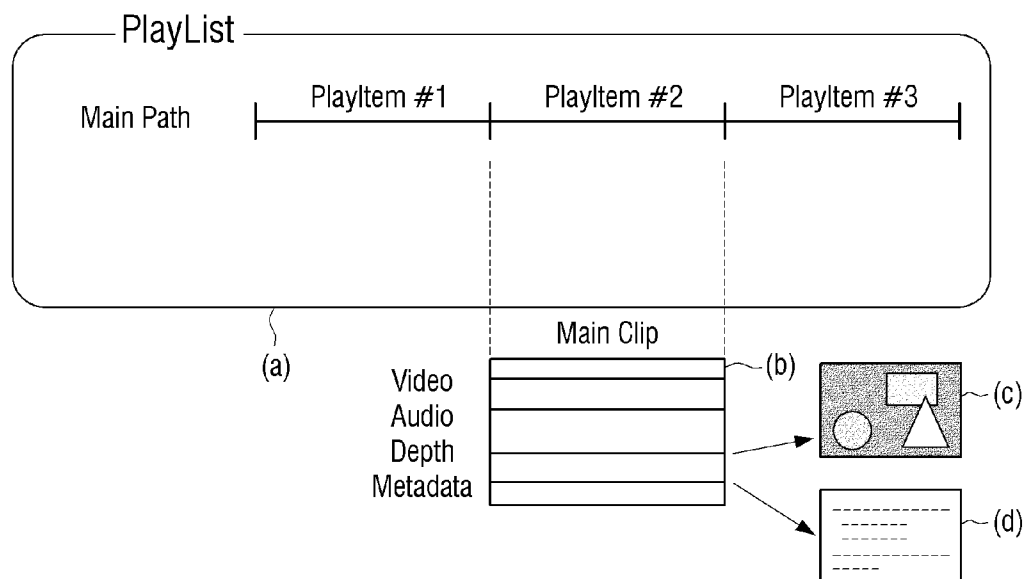 PlayList
Main Path
PlayItem #1
PlayItem #2
PlayItem #3
(a)
Main Clip
(b)
Video
Audio
Depth
Metadata
(c)
(d)